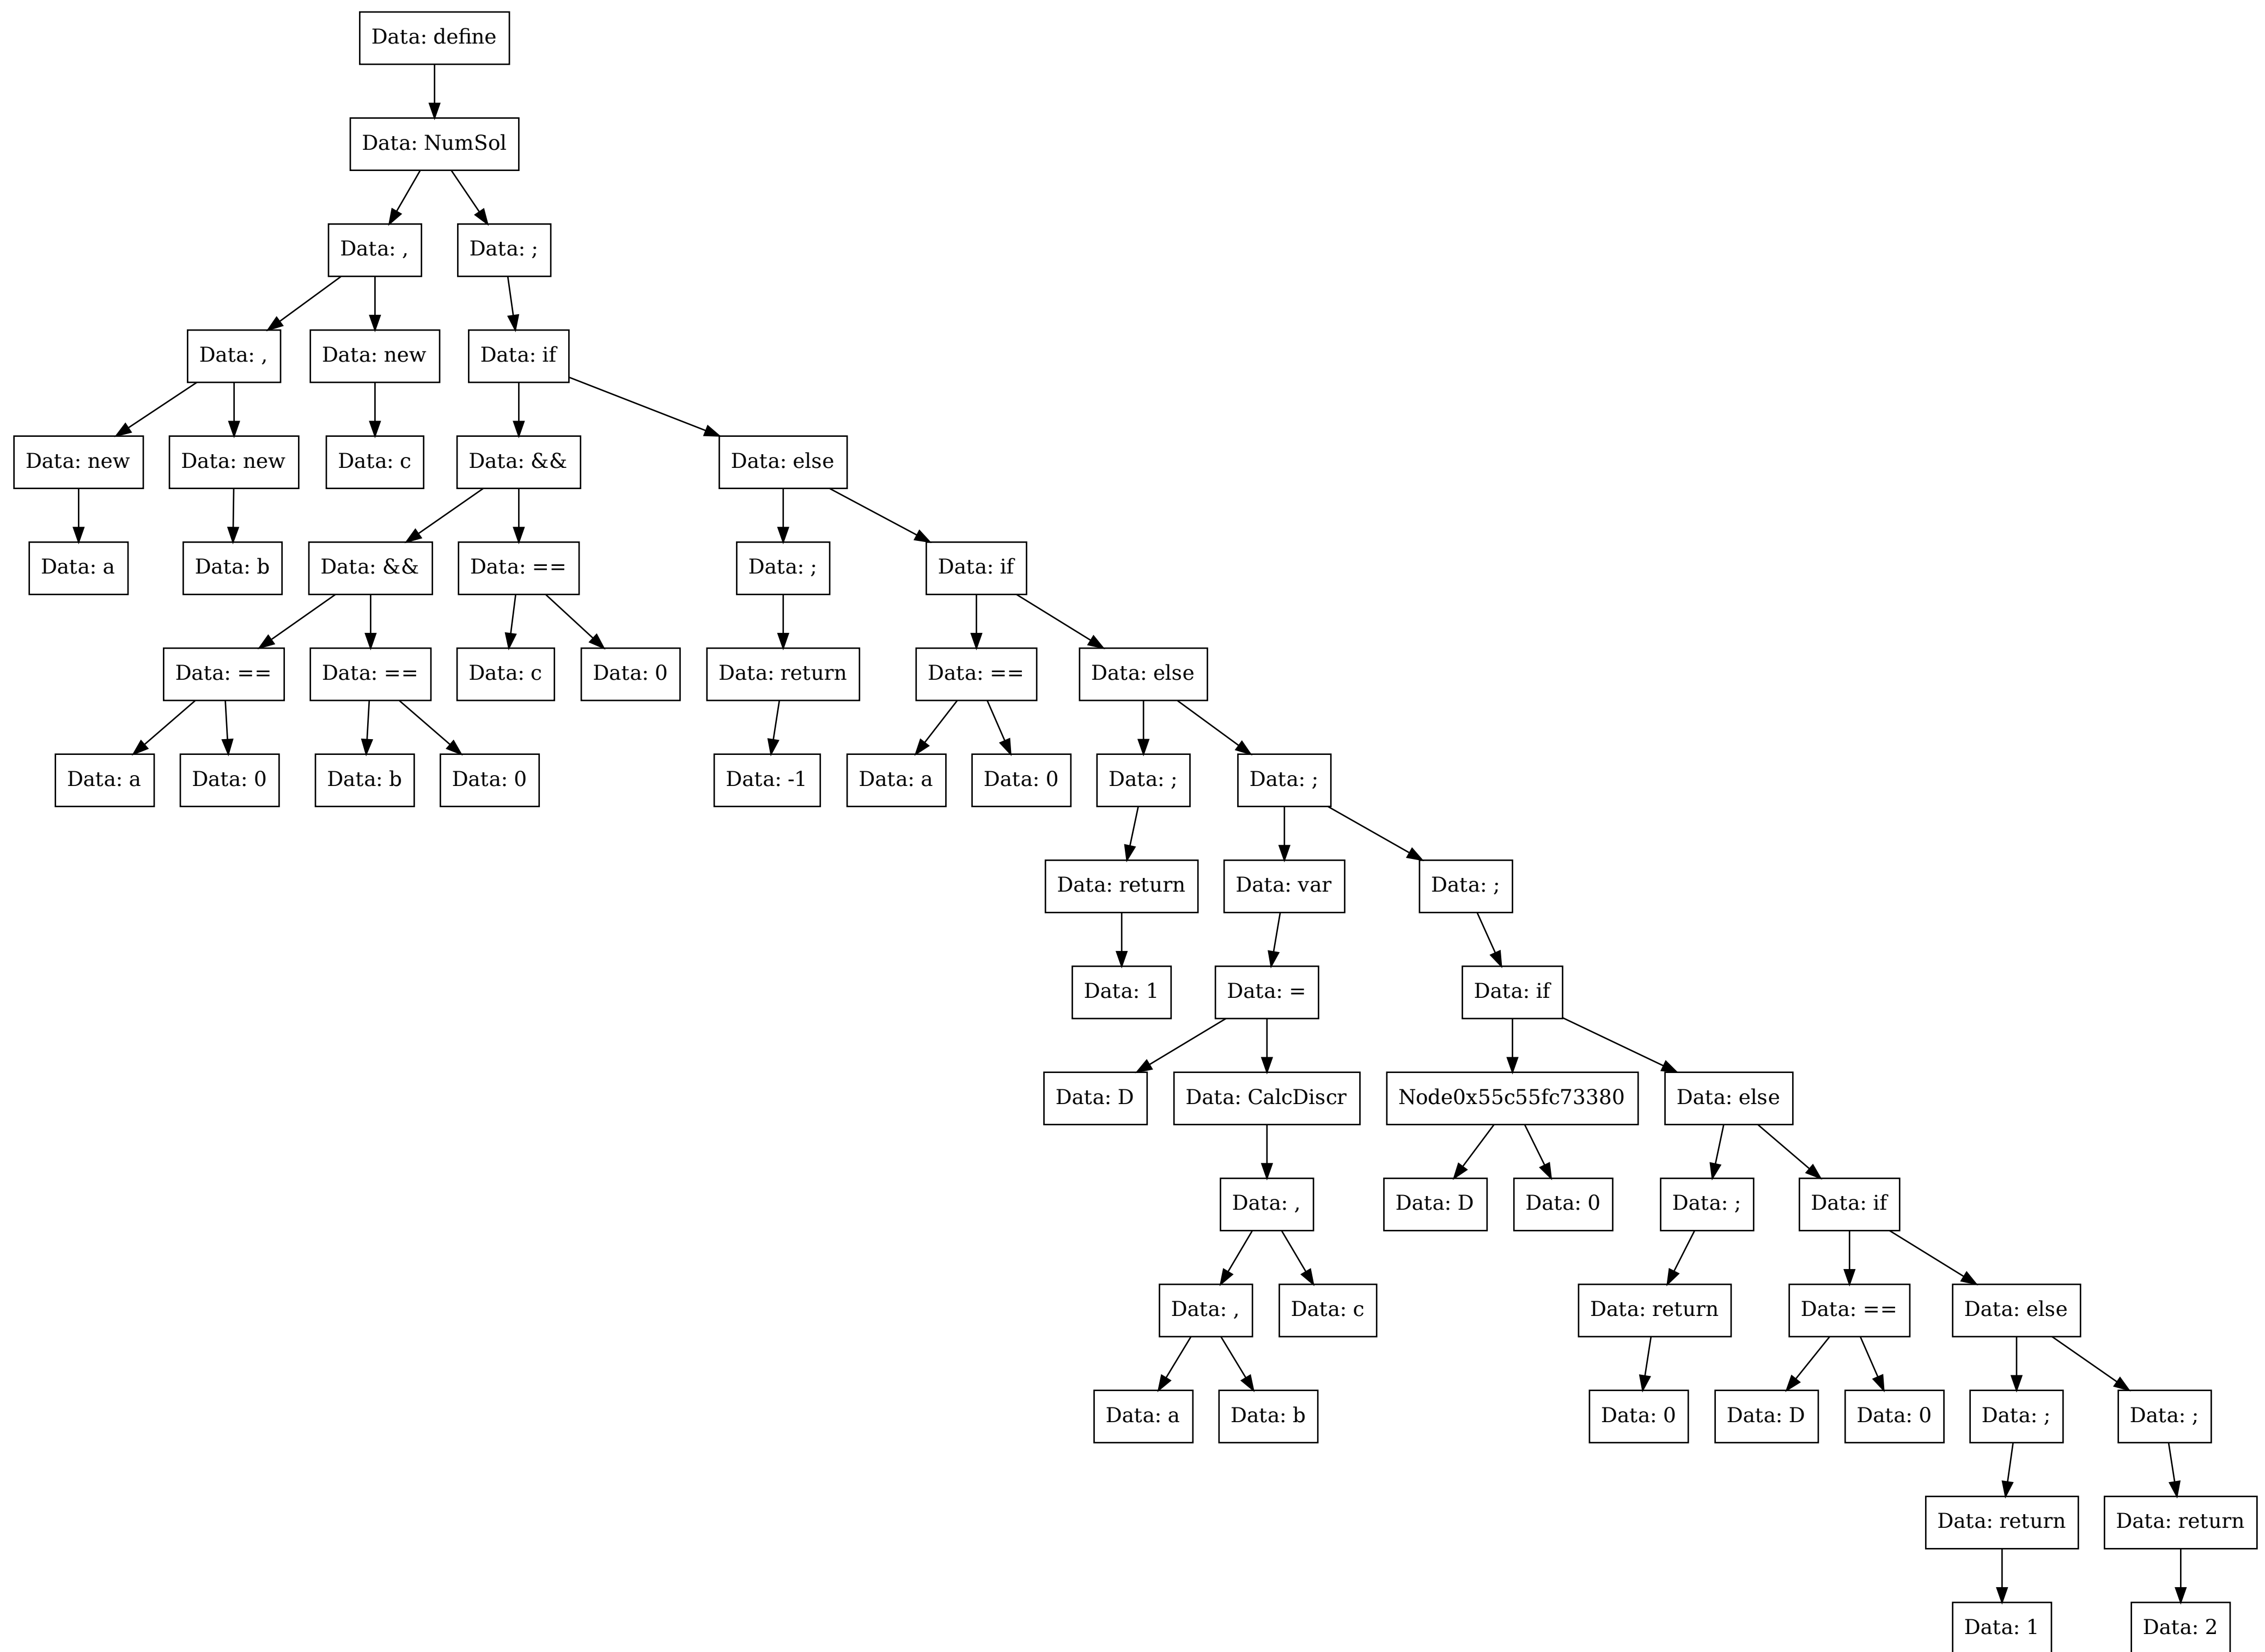 Data: define
Data: NumSol
Data: ,
Data: ;
Data: ,
Data: new
Data: if
Data: new
Data: new
Data: c
Data: &&
Data: else
Data: a
Data: b
Data: &&
Data: ==
Data: ;
Data: if
Data: ==
Data: ==
Data: c
Data: 0
Data: return
Data: ==
Data: else
Data: a
Data: 0
Data: b
Data: 0
Data: -1
Data: a
Data: 0
Data: ;
Data: ;
Data: return
Data: var
Data: ;
Data: 1
Data: =
Data: if
Data: D
Data: CalcDiscr
Node0x55c55fc73380
Data: else
Data: ,
Data: D
Data: 0
Data: ;
Data: if
Data: ,
Data: c
Data: return
Data: ==
Data: else
Data: a
Data: b
Data: 0
Data: D
Data: 0
Data: ;
Data: ;
Data: return
Data: return
Data: 1
Data: 2